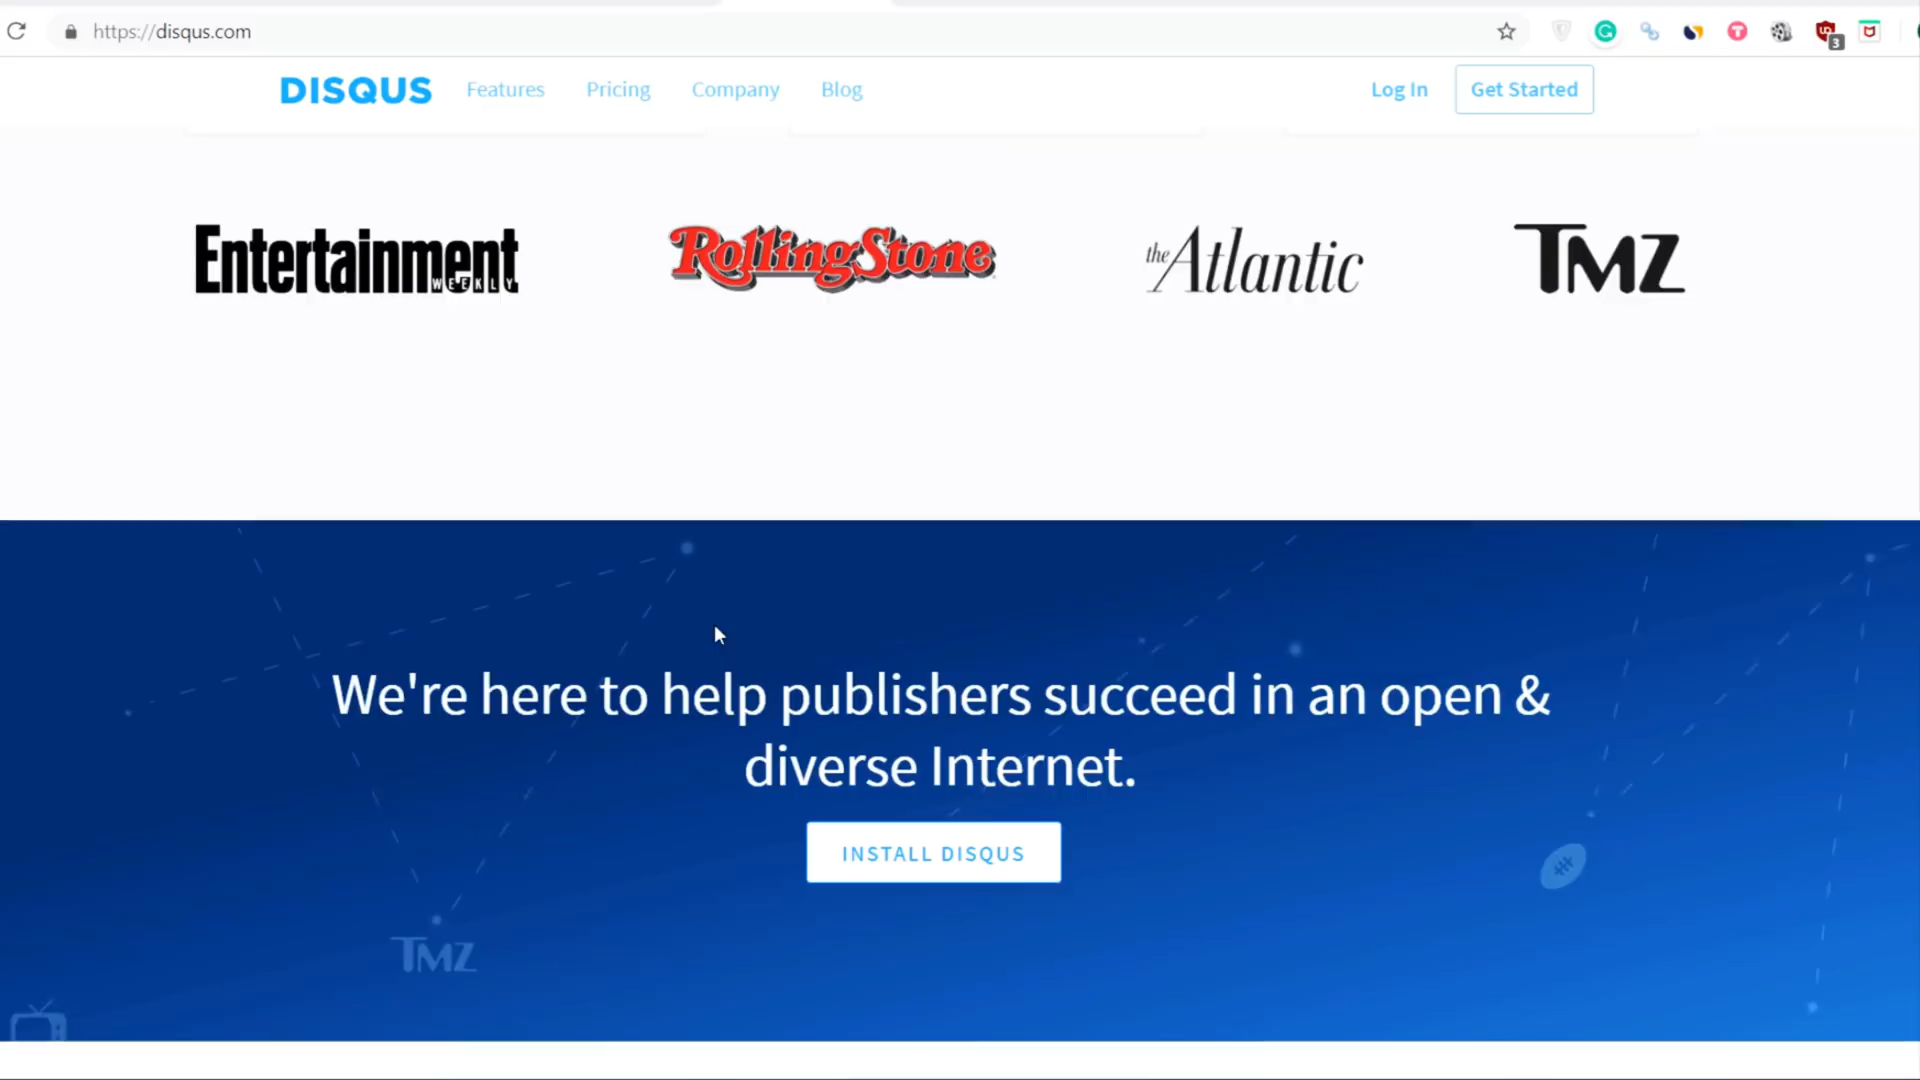 https://disqus.com
3
DISQUS Features Pricing Company Blog Log In Get Started
Entertainment WEEKLY RollingStone the Atlantic TMZ
We're here to help publishers succeed in an open &
diverse Internet.
INSTALL DISQUS
TMZ